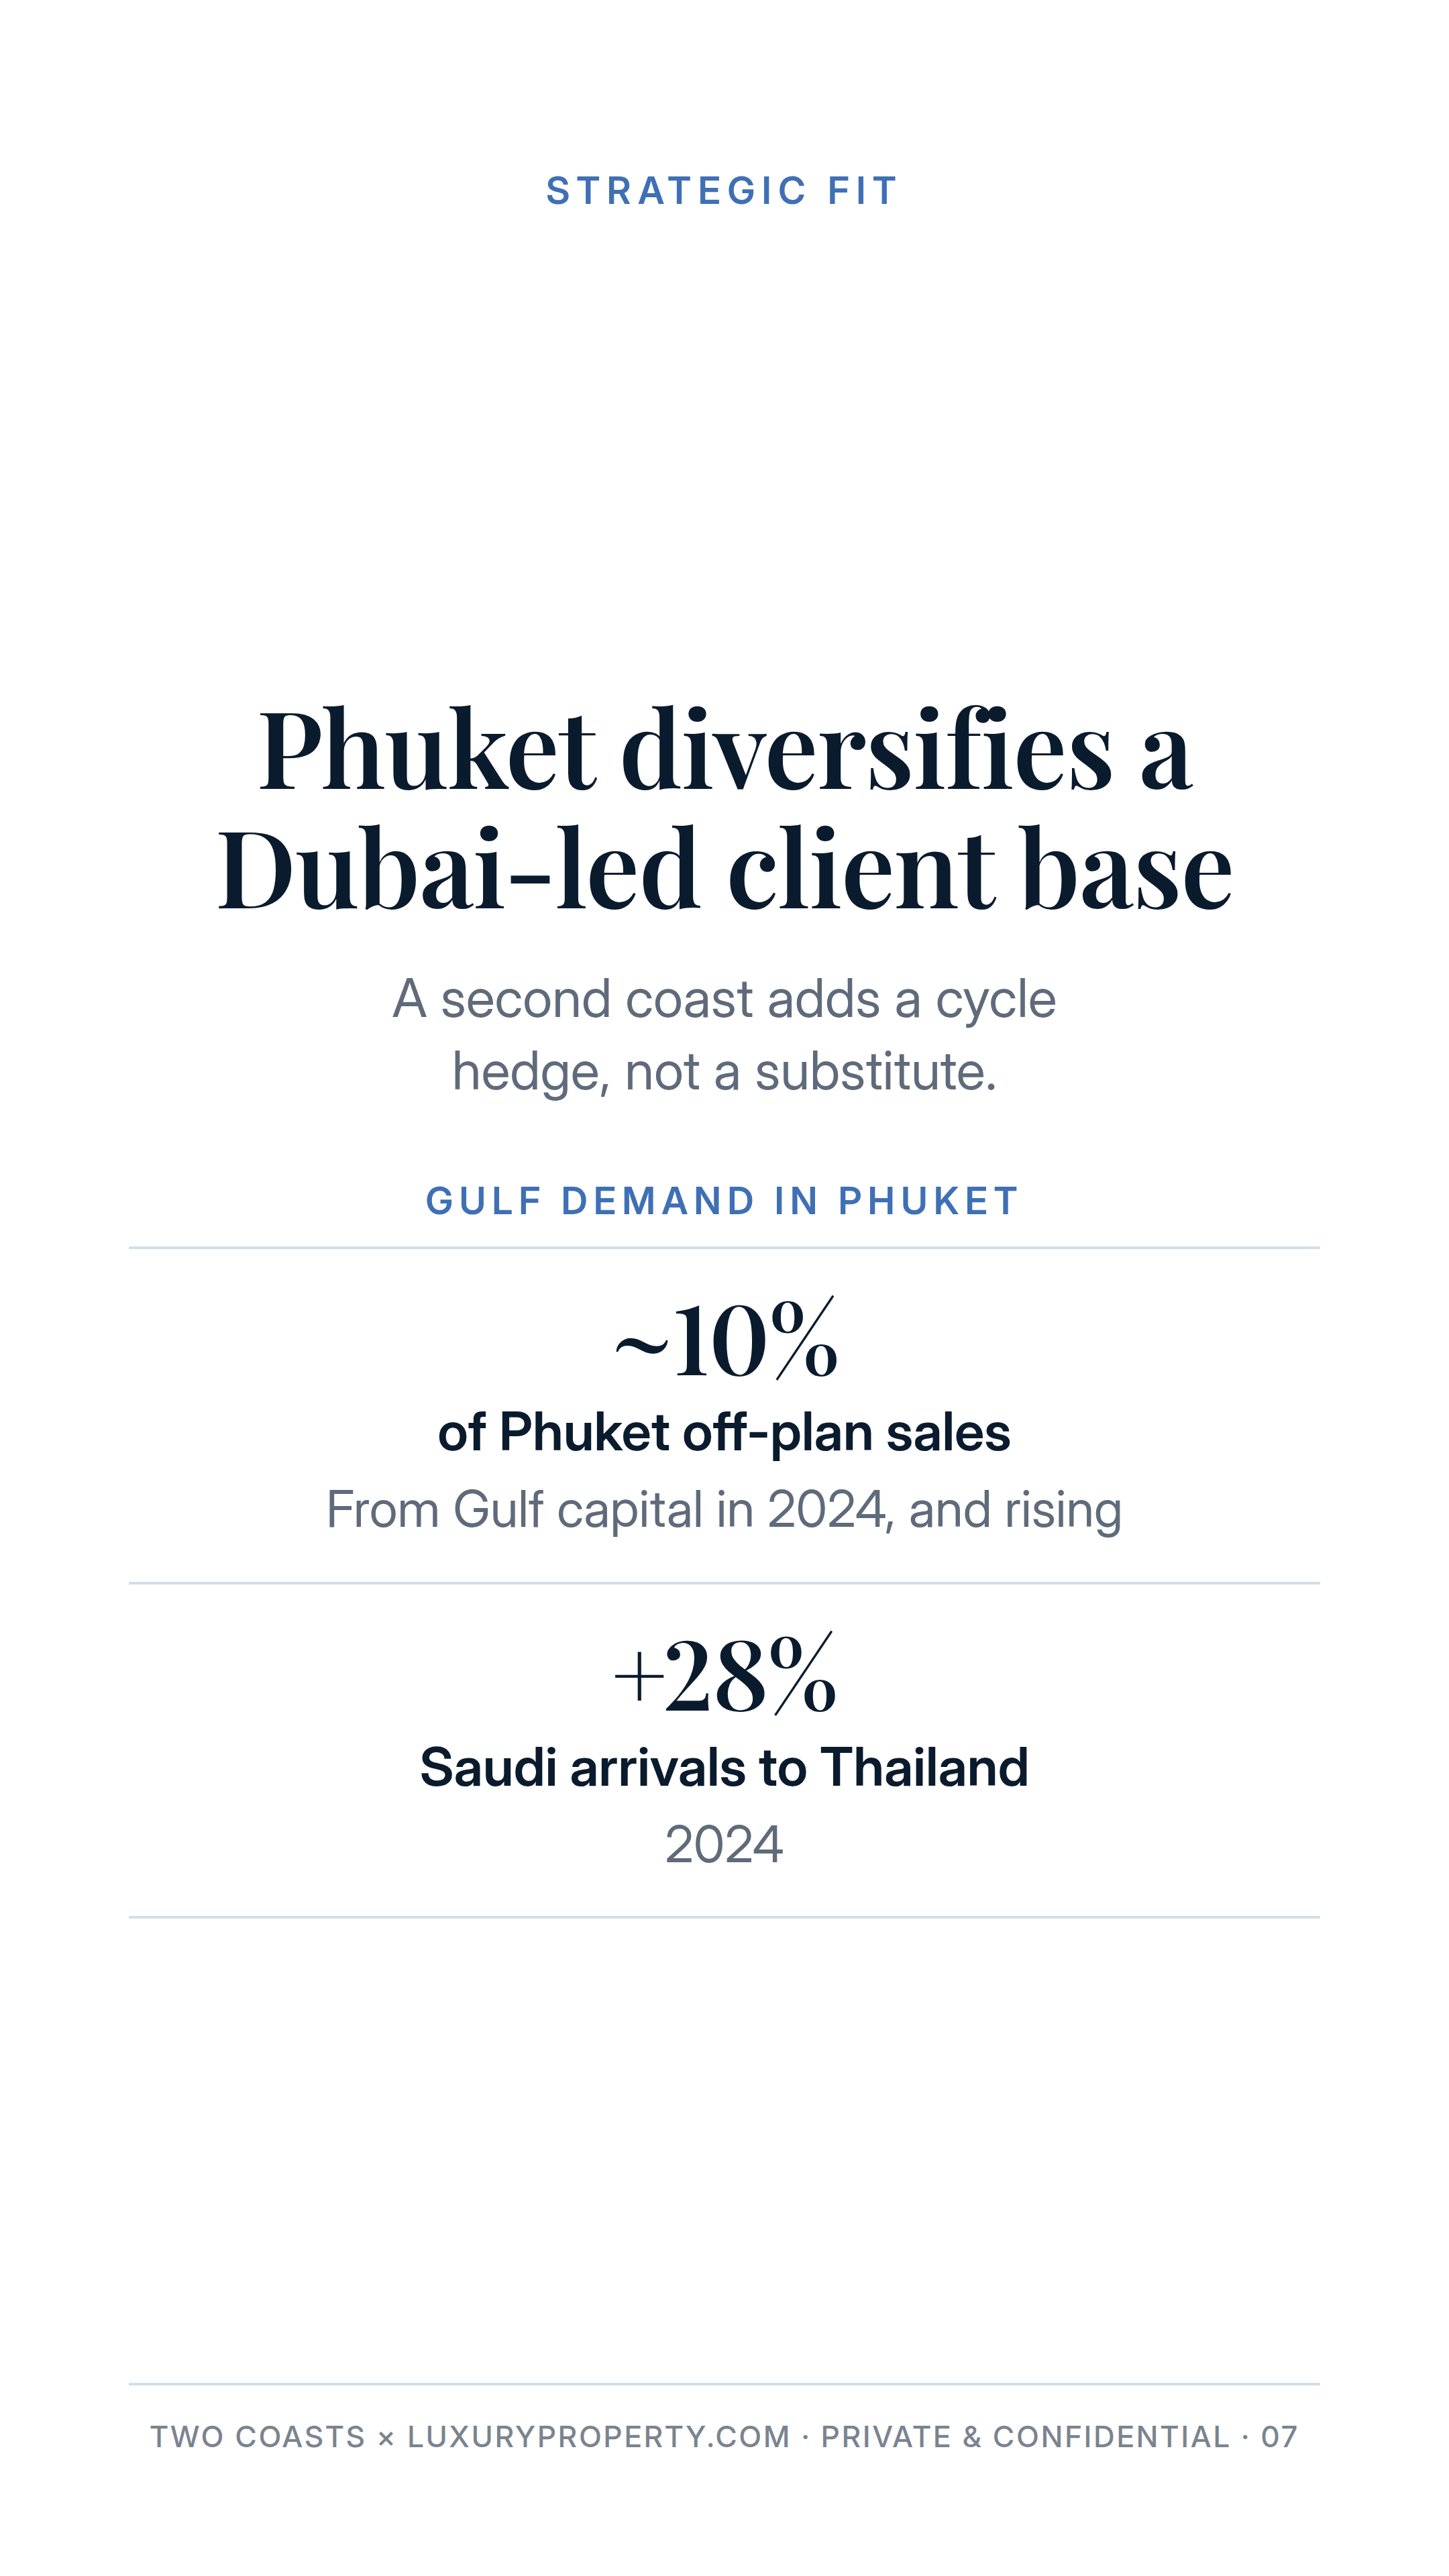 STRATEGIC FIT
Phuket diversifies a
Dubai-led client base
A second coast adds a cycle
hedge, not a substitute.
GULF DEMAND IN PHUKET
~10%
of Phuket off-plan sales
From Gulf capital in 2024, and rising
+28%
Saudi arrivals to Thailand
2024
TWO COASTS × LUXURYPROPERTY.COM · PRIVATE & CONFIDENTIAL · 07